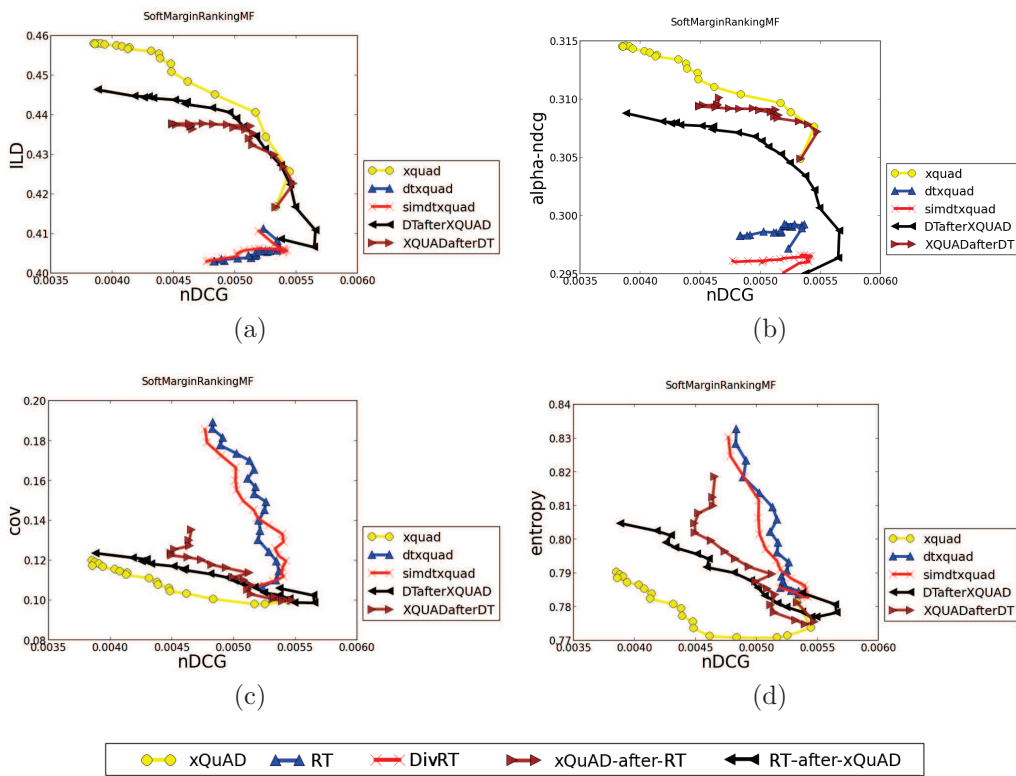 SoftMarginRankingMF
0.46
0.45
0.44
0.43
0.42
0.41
0.40
ILD
0.0035 0.0040 0.0045 0.0050 0.0055 0.0060
nDCG
xquad
dtxquad
simdtxquad
DTafterXQUAD
XQUADafterDT
(a)
SoftMarginRankingMF
0.315
0.310
0.305
0.300
0.295
alpha-ndcg
0.0035 0.0040 0.0045 0.0050 0.0055 0.0060
nDCG
xquad
dtxquad
simdtxquad
DTafterXQUAD
XQUADafterDT
(b)
SoftMarginRankingMF
0.20
0.18
0.16
0.14
0.12
0.10
0.08
cov
0.0035 0.0040 0.0045 0.0050 0.0055 0.0060
nDCG
xquad
dtxquad
simdtxquad
DTafterXQUAD
XQUADafterDT
(c)
SoftMarginRankingMF
0.84
0.83
0.82
0.81
0.80
0.79
0.78
0.77
entropy
0.0035 0.0040 0.0045 0.0050 0.0055 0.0060
nDCG
xquad
dtxquad
simdtxquad
DTafterXQUAD
XQUADafterDT
(d)
xQuAD RT DivRT xQuAD-after-RT RT-after-xQuAD